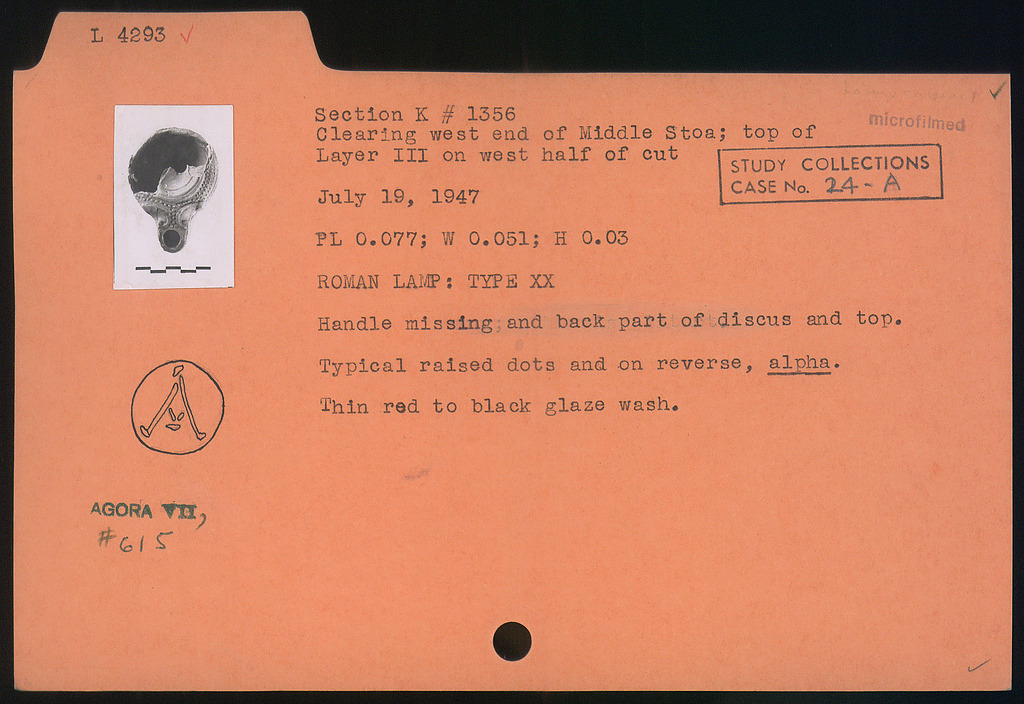 L 4293 ✓
Section K # 1356
Clearing west end of Middle Stoa; top of
Layer III on west half of cut
microfilmed
STUDY COLLECTIONS
CASE No. 24-A
July 19, 1947
PL 0.077; W 0.051; H 0.03
ROMAN LAMP: TYPE XX
Handle missing and back part of discus and top.
Typical raised dots and on reverse, alpha.
Thin red to black glaze wash.
A
AGORA VII,
#615